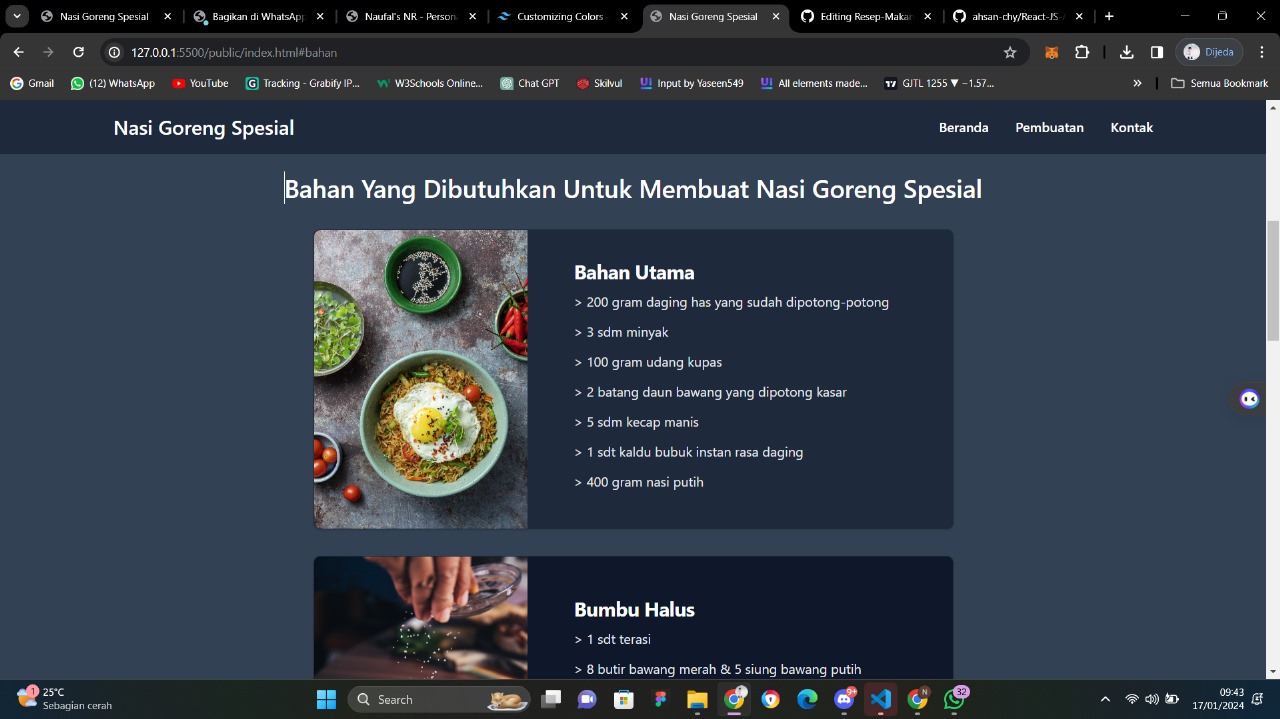 Nasi Goreng Spesial
Bagikan di WhatsApp
Naufal's NR - Persona
Customizing Colors -
Nasi Goreng Spesial
Editing Resep-Makan
ahsan-chy/React-JS-
127.0.0.1:5500/public/index.html#bahan
Dijeda
Gmail
(12) WhatsApp
YouTube
Tracking - Grabify IP...
W3Schools Online...
Chat GPT
Skilvul
Input by Yaseen549
All elements made...
GJTL 1255 ▼ −1.57...
»
Semua Bookmark
Nasi Goreng Spesial
Beranda
Pembuatan
Kontak
Bahan Yang Dibutuhkan Untuk Membuat Nasi Goreng Spesial
Bahan Utama
> 200 gram daging has yang sudah dipotong-potong
> 3 sdm minyak
> 100 gram udang kupas
> 2 batang daun bawang yang dipotong kasar
> 5 sdm kecap manis
> 1 sdt kaldu bubuk instan rasa daging
> 400 gram nasi putih
Bumbu Halus
> 1 sdt terasi
> 8 butir bawang merah & 5 siung bawang putih
1
25°C
Sebagian cerah
Search
9+
N
32
09:43
17/01/2024